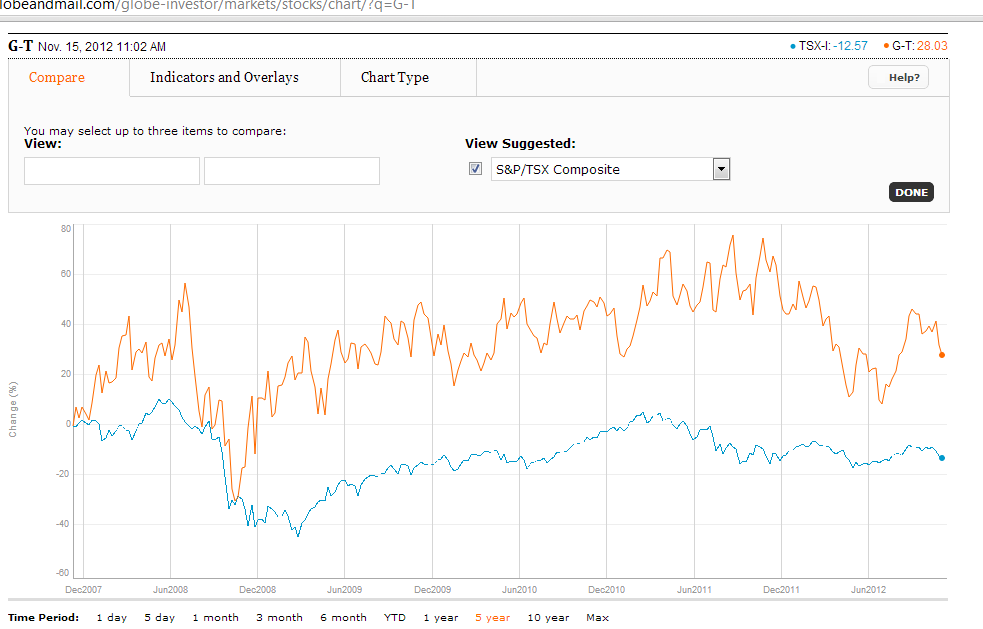 lobeandmail.com/globe-investor/markets/stocks/chart/?q=G-T
G-T Nov. 15, 2012 11:02 AM TSX-I: -12.57 G-T: 28.03
Compare Indicators and Overlays Chart Type Help?
You may select up to three items to compare:
View: View Suggested:
S&P/TSX Composite
DONE
80
60
40
20
0
-20
-40
-60
Change (%)
Dec2007 Jun2008 Dec2008 Jun2009 Dec2009 Jun2010 Dec2010 Jun2011 Dec2011 Jun2012
Time Period: 1 day 5 day 1 month 3 month 6 month YTD 1 year 5 year 10 year Max